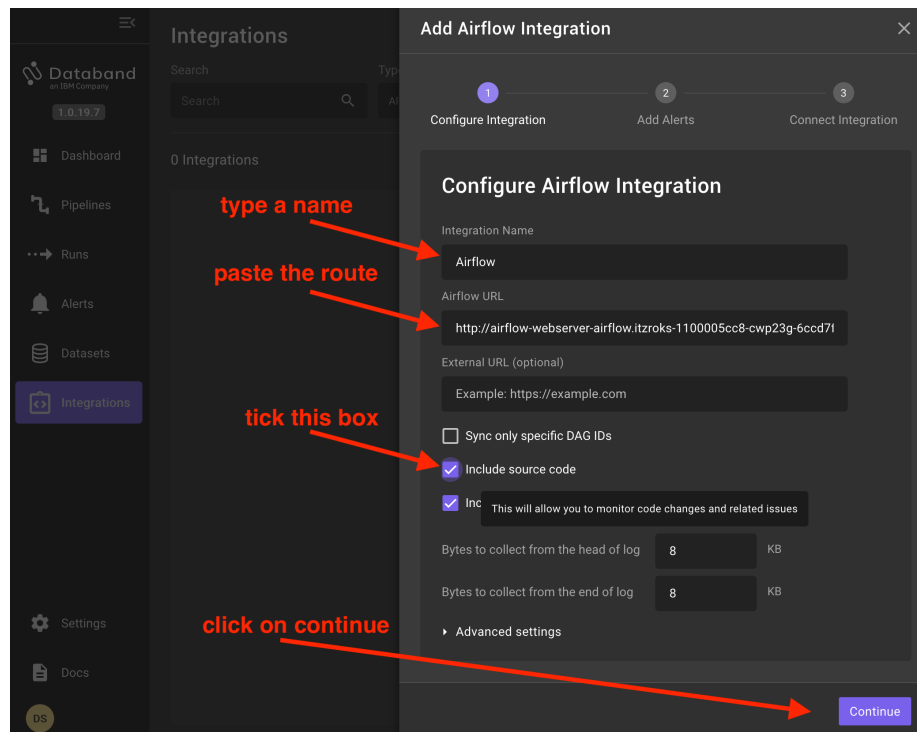 Databand
an IBM Company
1.0.19.7
Dashboard
Pipelines
Runs
Alerts
Datasets
Integrations
Settings
Docs
DS
Integrations
Search
Typ
Search
Al
0 Integrations
type a name
paste the route
tick this box
click on continue
Add Airflow Integration
1
2
3
Configure Integration
Add Alerts
Connect Integration
Configure Airflow Integration
Integration Name
Airflow
Airflow URL
http://airflow-webserver-airflow.itzroks-1100005cc8-cwp23g-6ccd7f
External URL (optional)
Example: https://example.com
Sync only specific DAG IDs
Include source code
Inc
This will allow you to monitor code changes and related issues
Bytes to collect from the head of log 8 KB
Bytes to collect from the end of log 8 KB
Advanced settings
Continue